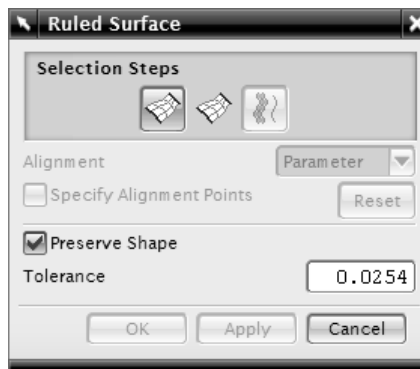 Ruled Surface
Selection Steps
Alignment
Parameter
Specify Alignment Points
Reset
Preserve Shape
Tolerance
0.0254
OK
Apply
Cancel